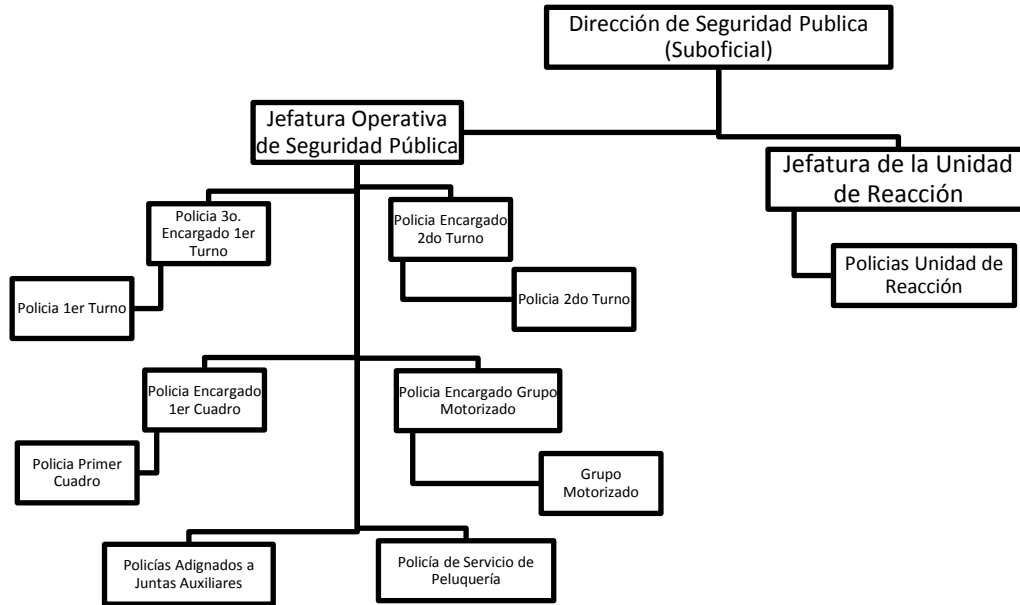 Dirección de Seguridad Publica
(Suboficial)
Jefatura Operativa
de Seguridad Pública
Jefatura de la Unidad
de Reacción
Policia 3o.
Encargado 1er
Turno
Policia Encargado
2do Turno
Policias Unidad de
Reacción
Policia 1er Turno
Policia 2do Turno
Policia Encargado
1er Cuadro
Policia Encargado Grupo
Motorizado
Policia Primer
Cuadro
Grupo
Motorizado
Policías Adignados a
Juntas Auxiliares
Policía de Servicio de
Peluquería